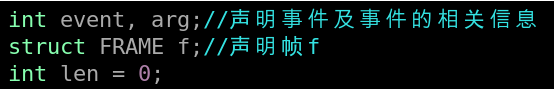 int event, arg;//声明事件及事件的相关信息
struct FRAME f;//声明帧f
int len = 0;